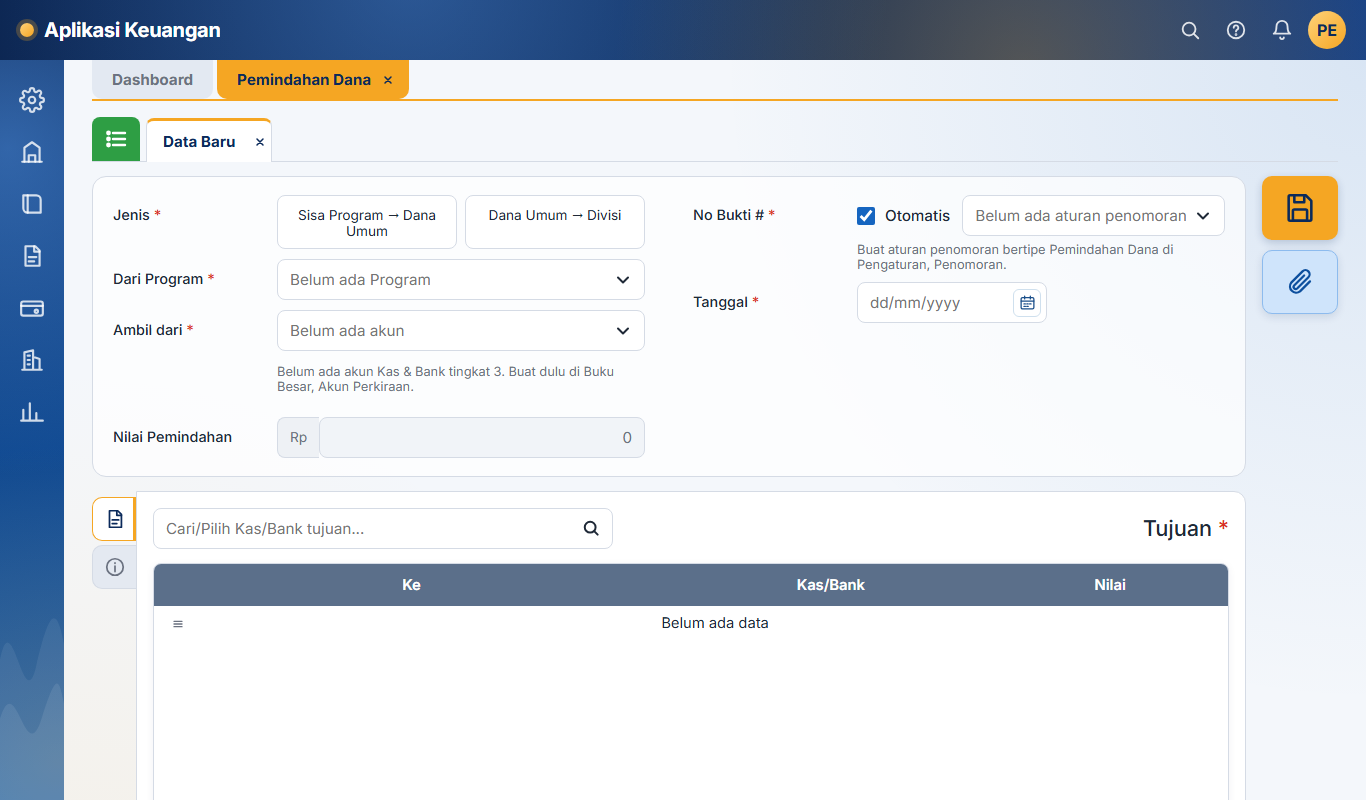 Aplikasi Keuangan
PE
Dashboard
Pemindahan Dana ×
Data Baru ×
Jenis *
Sisa Program → Dana
Umum
Dana Umum → Divisi
Dari Program *
Belum ada Program
Ambil dari *
Belum ada akun
Belum ada akun Kas & Bank tingkat 3. Buat dulu di Buku
Besar, Akun Perkiraan.
Nilai Pemindahan
Rp
0
No Bukti # *
Otomatis
Belum ada aturan penomoran
Buat aturan penomoran bertipe Pemindahan Dana di
Pengaturan, Penomoran.
Tanggal *
dd/mm/yyyy
Cari/Pilih Kas/Bank tujuan...
Tujuan *
Ke
Kas/Bank
Nilai
Belum ada data